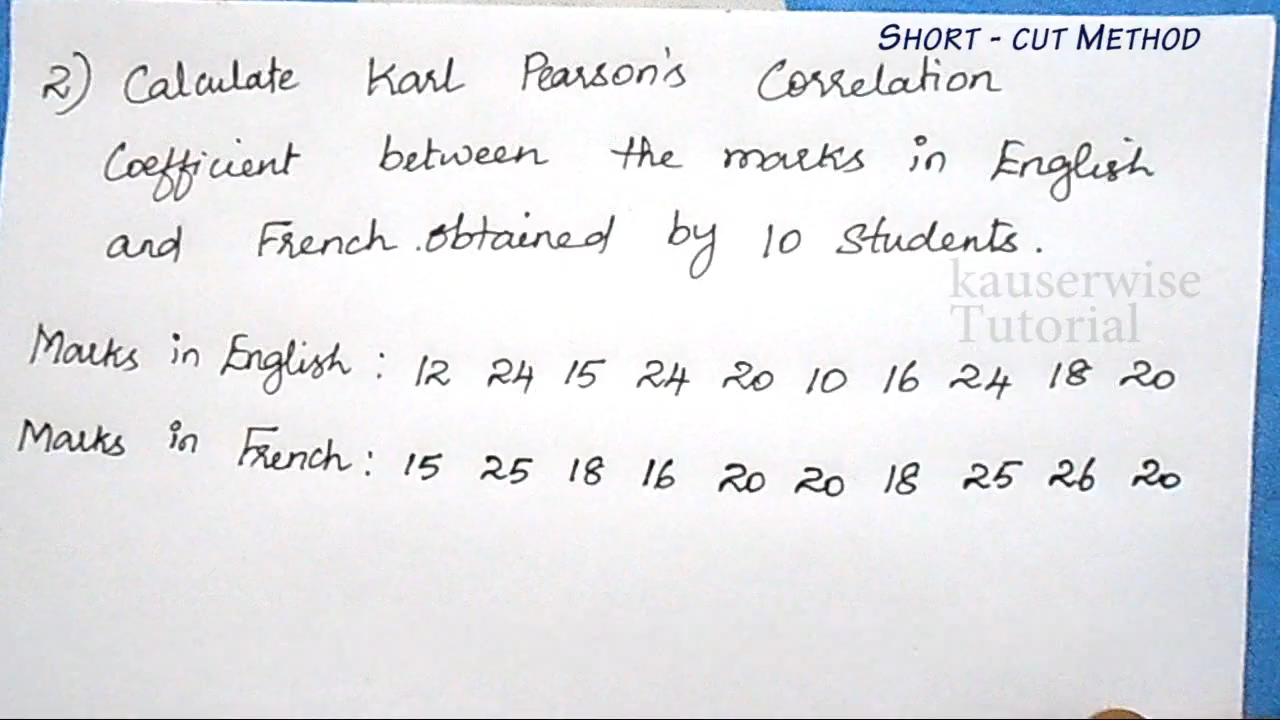 SHORT - CUT METHOD
2) Calculate Karl Pearson's Correlation
Coefficient between the marks in English
and French obtained by 10 Students.
kauserwise
Tutorial
Marks in English : 12 24 15 24 20 10 16 24 18 20
Marks in French : 15 25 18 16 20 20 18 25 26 20